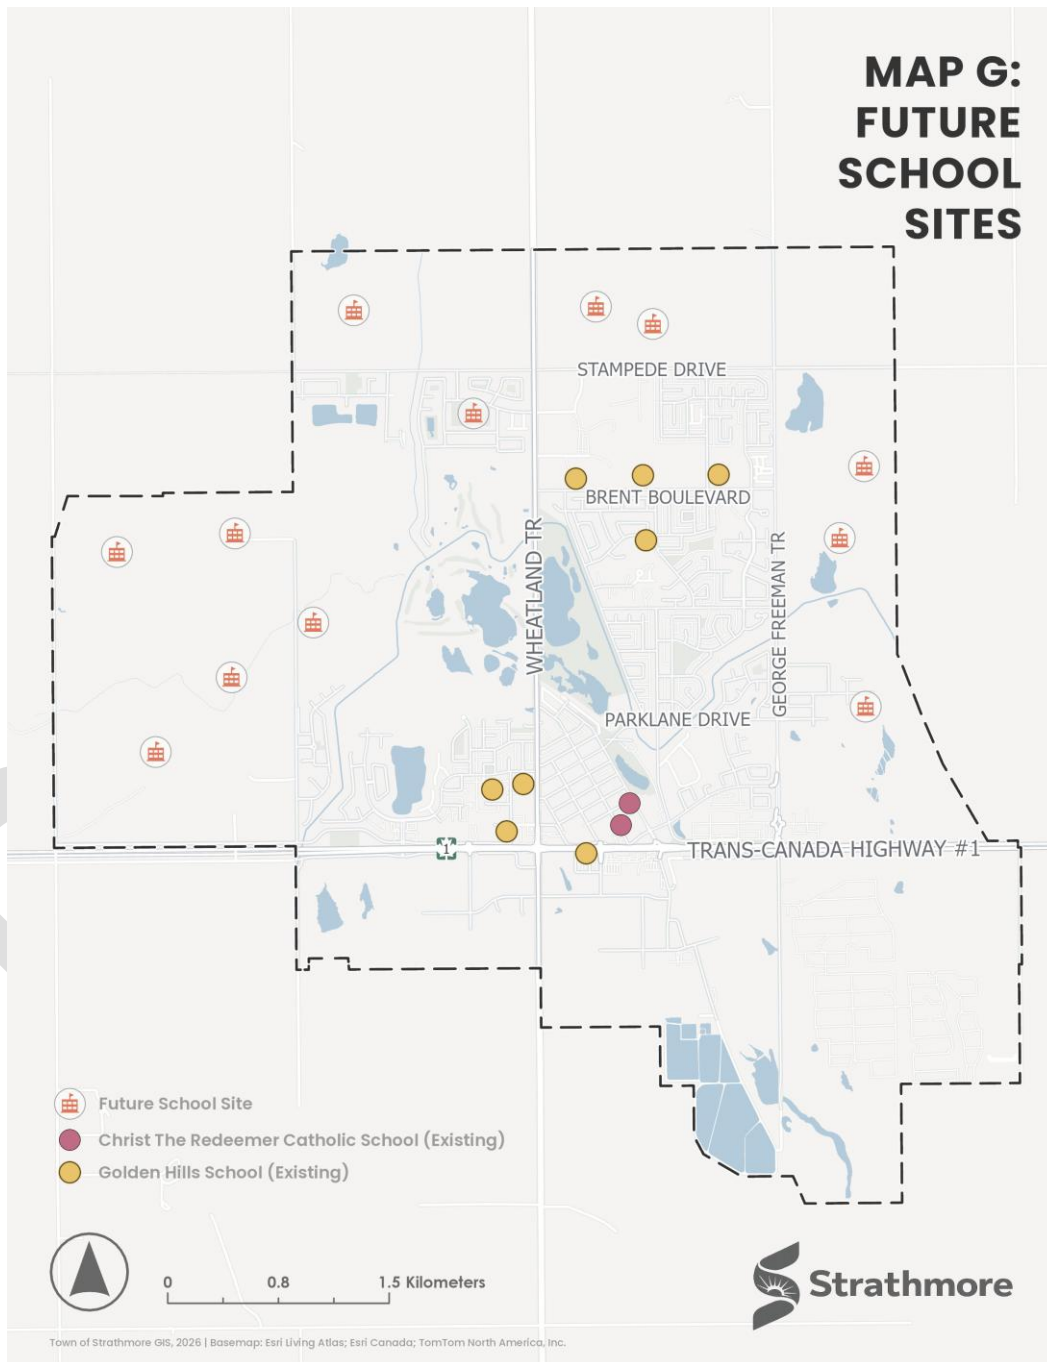 MAP G:
FUTURE
SCHOOL
SITES
STAMPEDE DRIVE
BRENT BOULEVARD
WHEATLAND TR
GEORGE FREEMAN TR
PARKLANE DRIVE
1
TRANS-CANADA HIGHWAY #1
Future School Site
Christ The Redeemer Catholic School (Existing)
Golden Hills School (Existing)
0 0.8 1.5 Kilometers
Strathmore
Town of Strathmore GIS, 2026 | Basemap: Esri Living Atlas; Esri Canada; TomTom North America, Inc.